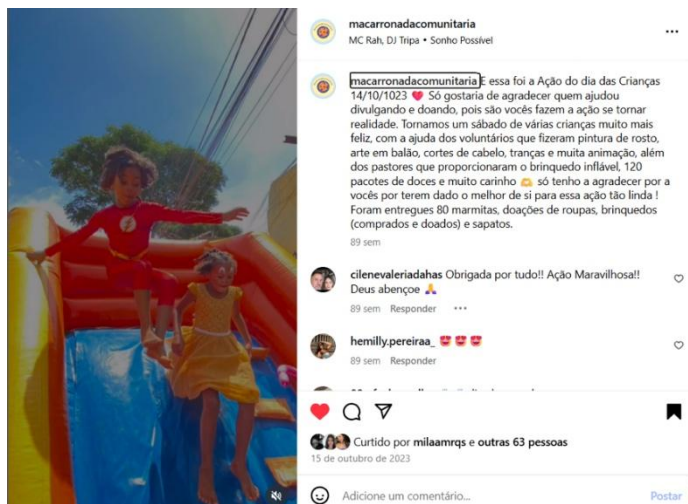 macarronadacomunitaria
MC Rah, DJ Tripa • Sonho Possível
macarronadacomunitaria E essa foi a Ação do dia das Crianças
14/10/1023 ❤️ Só gostaria de agradecer quem ajudou
divulgando e doando, pois são vocês fazem a ação se tornar
realidade. Tornamos um sábado de várias crianças muito mais
feliz, com a ajuda dos voluntários que fizeram pintura de rosto,
arte em balão, cortes de cabelo, tranças e muita animação, além
dos pastores que proporcionaram o brinquedo inflável, 120
pacotes de doces e muito carinho 🫶 só tenho a agradecer por a
vocês por terem dado o melhor de si para essa ação tão linda !
Foram entregues 80 marmitas, doações de roupas, brinquedos
(comprados e doados) e sapatos.
89 sem
cilenevaleriadahas Obrigada por tudo!! Ação Maravilhosa!!
Deus abençoe 🙏
89 sem Responder •••
hemilly.pereiraa_ 😍😍😍
89 sem Responder
Curtido por milaamrqs e outras 63 pessoas
15 de outubro de 2023
Adicione um comentário... Postar